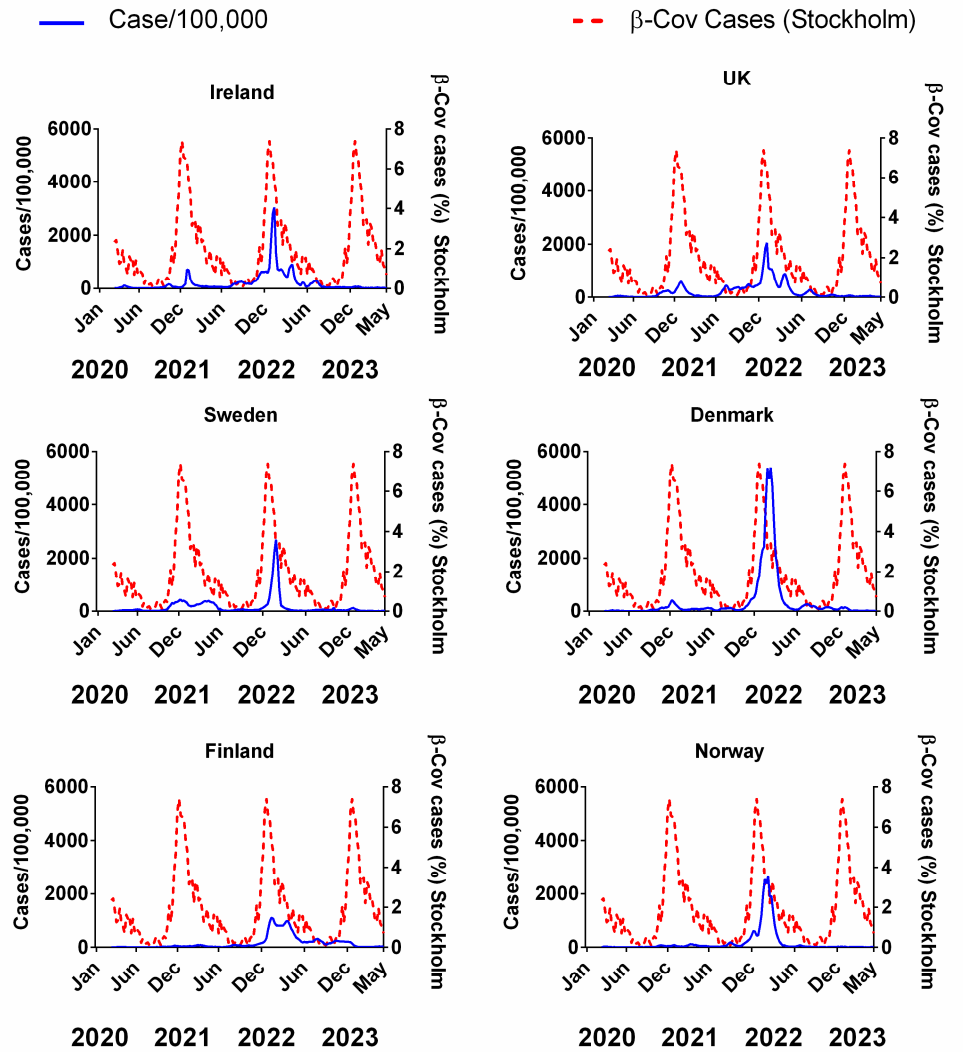 Case/100,000
β-Cov Cases (Stockholm)
Ireland
Cases/100,000
6000
4000
2000
0
8
6
4
2
0
β-Cov cases (%) Stockholm
Jan Jun Dec Jun Dec Jun Dec May
2020 2021 2022 2023
UK
Cases/100,000
6000
4000
2000
0
8
6
4
2
0
β-Cov cases (%) Stockholm
Jan Jun Dec Jun Dec Jun Dec May
2020 2021 2022 2023
Sweden
Cases/100,000
6000
4000
2000
0
8
6
4
2
0
β-Cov cases (%) Stockholm
Jan Jun Dec Jun Dec Jun Dec May
2020 2021 2022 2023
Denmark
Cases/100,000
6000
4000
2000
0
8
6
4
2
0
β-Cov cases (%) Stockholm
Jan Jun Dec Jun Dec Jun Dec May
2020 2021 2022 2023
Finland
Cases/100,000
6000
4000
2000
0
8
6
4
2
0
β-Cov cases (%) Stockholm
Jan Jun Dec Jun Dec Jun Dec May
2020 2021 2022 2023
Norway
Cases/100,000
6000
4000
2000
0
8
6
4
2
0
β-Cov cases (%) Stockholm
Jan Jun Dec Jun Dec Jun Dec May
2020 2021 2022 2023